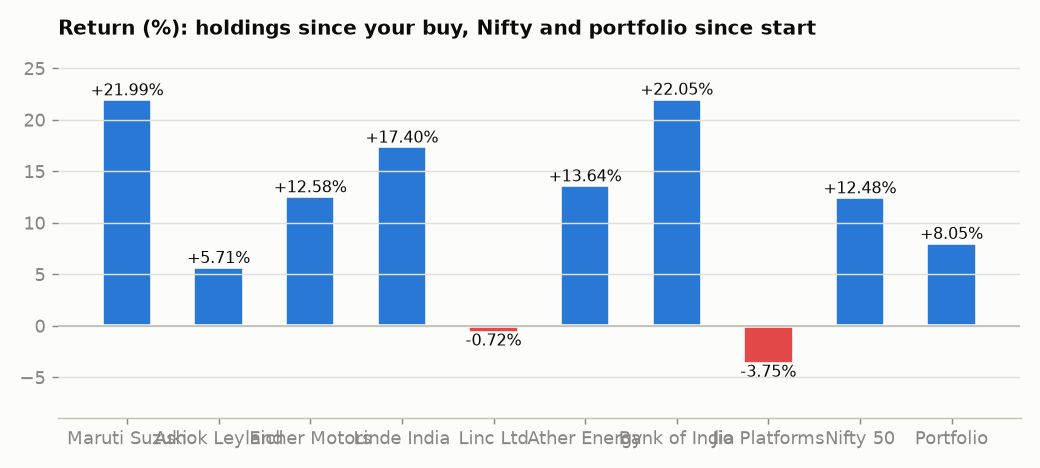 Return (%): holdings since your buy, Nifty and portfolio since start
25
20
15
10
5
0
−5
+21.99%
+5.71%
+12.58%
+17.40%
-0.72%
+13.64%
+22.05%
-3.75%
+12.48%
+8.05%
Maruti Suzuki
Ashok Leyland
Eicher Motors
Linde India
Linc Ltd
Ather Energy
Bank of India
Jio Platforms
Nifty 50
Portfolio